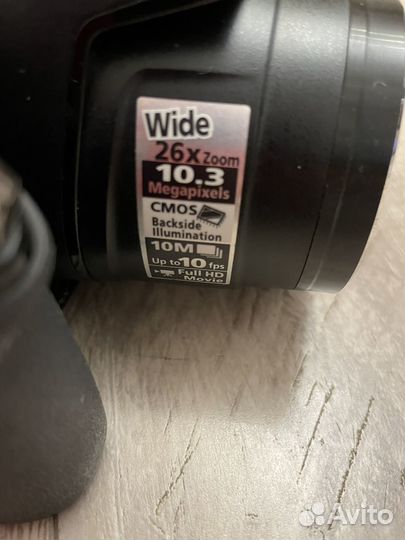 Wide
26x Zoom
10.3
Megapixels
CMOS
Backside
Illumination
10M
Up to 10 fps
Full HD
Movie
Avito